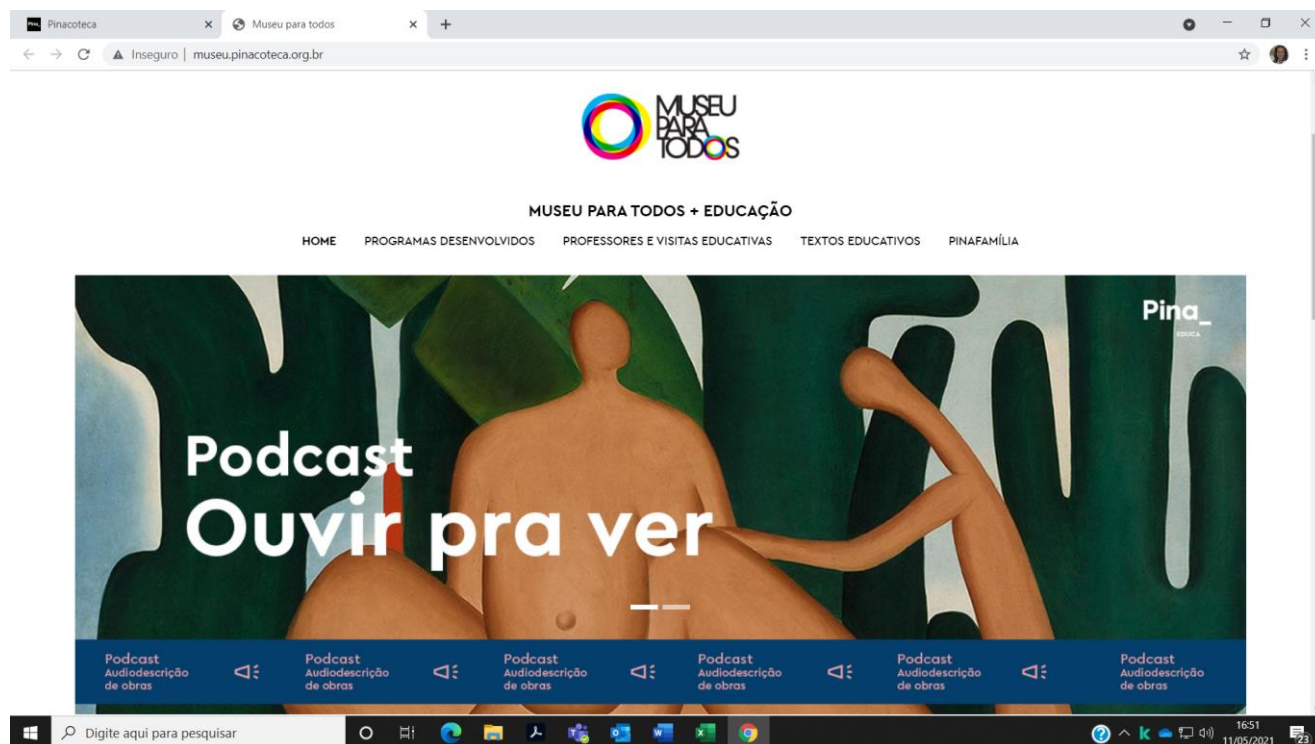 Pinacoteca
Museu para todos
Inseguro | museu.pinacoteca.org.br
MUSEU
PARA
TODOS
MUSEU PARA TODOS + EDUCAÇÃO
HOME PROGRAMAS DESENVOLVIDOS PROFESSORES E VISITAS EDUCATIVAS TEXTOS EDUCATIVOS PINAFAMÍLIA
Pina_
EDUCA
Podcast
Ouvir pra ver
Podcast Podcast Podcast Podcast Podcast Podcast
Audiodescrição Audiodescrição Audiodescrição Audiodescrição Audiodescrição Audiodescrição
de obras de obras de obras de obras de obras de obras
Digite aqui para pesquisar
16:51
11/05/2021
23